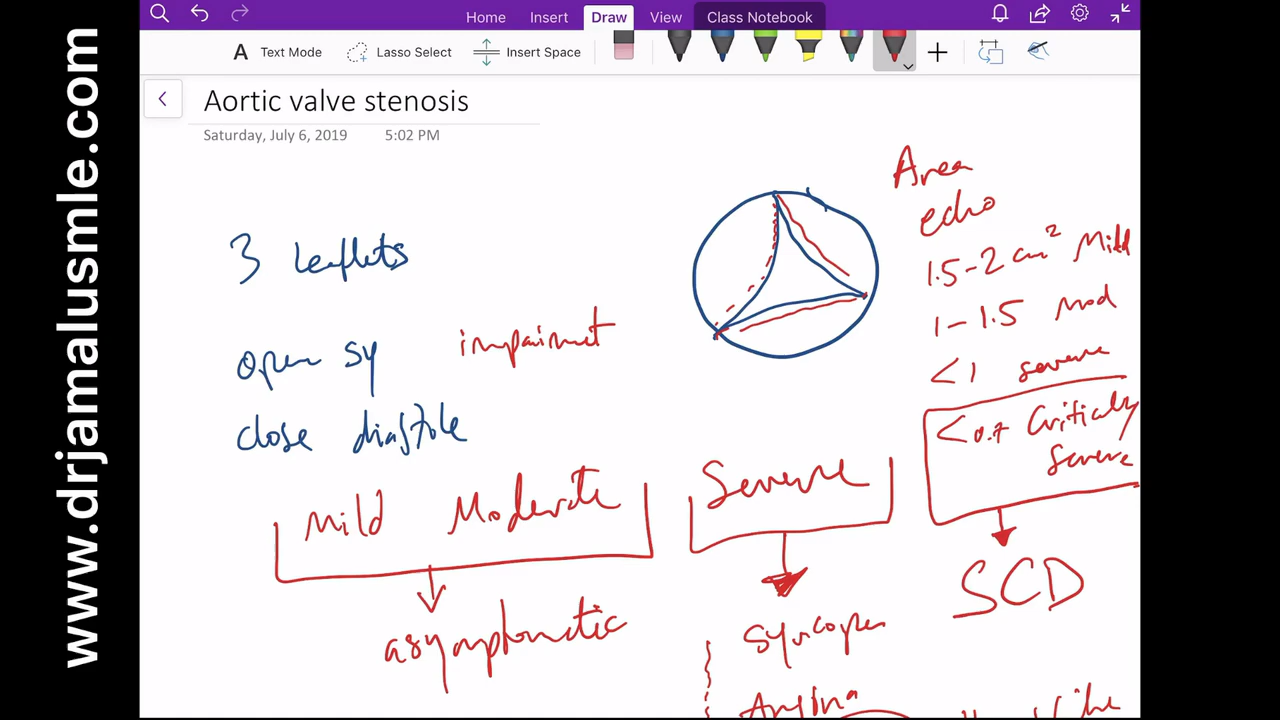 www.drjamalusmle.com
Home Insert Draw View Class Notebook
A Text Mode Lasso Select Insert Space
Aortic valve stenosis
Saturday, July 6, 2019 5:02 PM
Area
echo
1.5-2 cm² Mild
1-1.5 mod
<1 severe
<0.7 Critically
severe
SCD
3 leaflets
open sy impairmet
close diastole
Mild Moderate
asymptomatic
Severe
Syncope
Angina